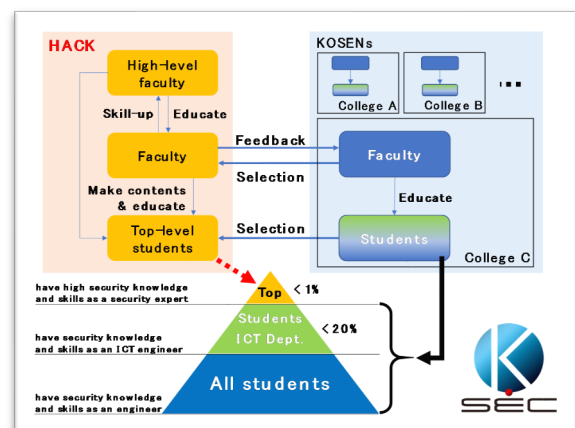 HACK
KOSENs
High-level
faculty
College A
College B
Skill-up
Educate
Feedback
Faculty
Faculty
Selection
Make contents
& educate
Educate
Top-level
students
Selection
Students
College C
have high security knowledge
and skills as a security expert
Top
< 1%
Students
ICT Dept.
<20%
have security knowledge
and skills as an ICT engineer
All students
have security knowledge
and skills as an engineer
K
SEC